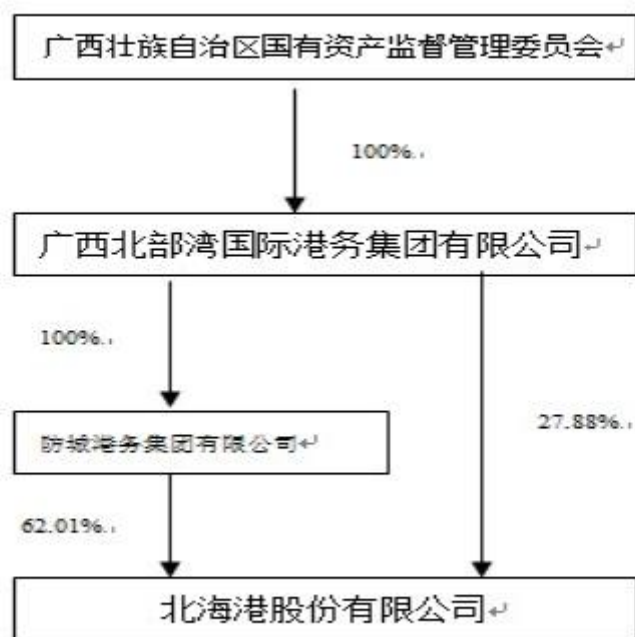 广西壮族自治区国有资产监督管理委员会↵
100%.
广西北部湾国际港务集团有限公司↵
100%.
27.88%.
防城港务集团有限公司↵
62.01%.
北海港股份有限公司↵